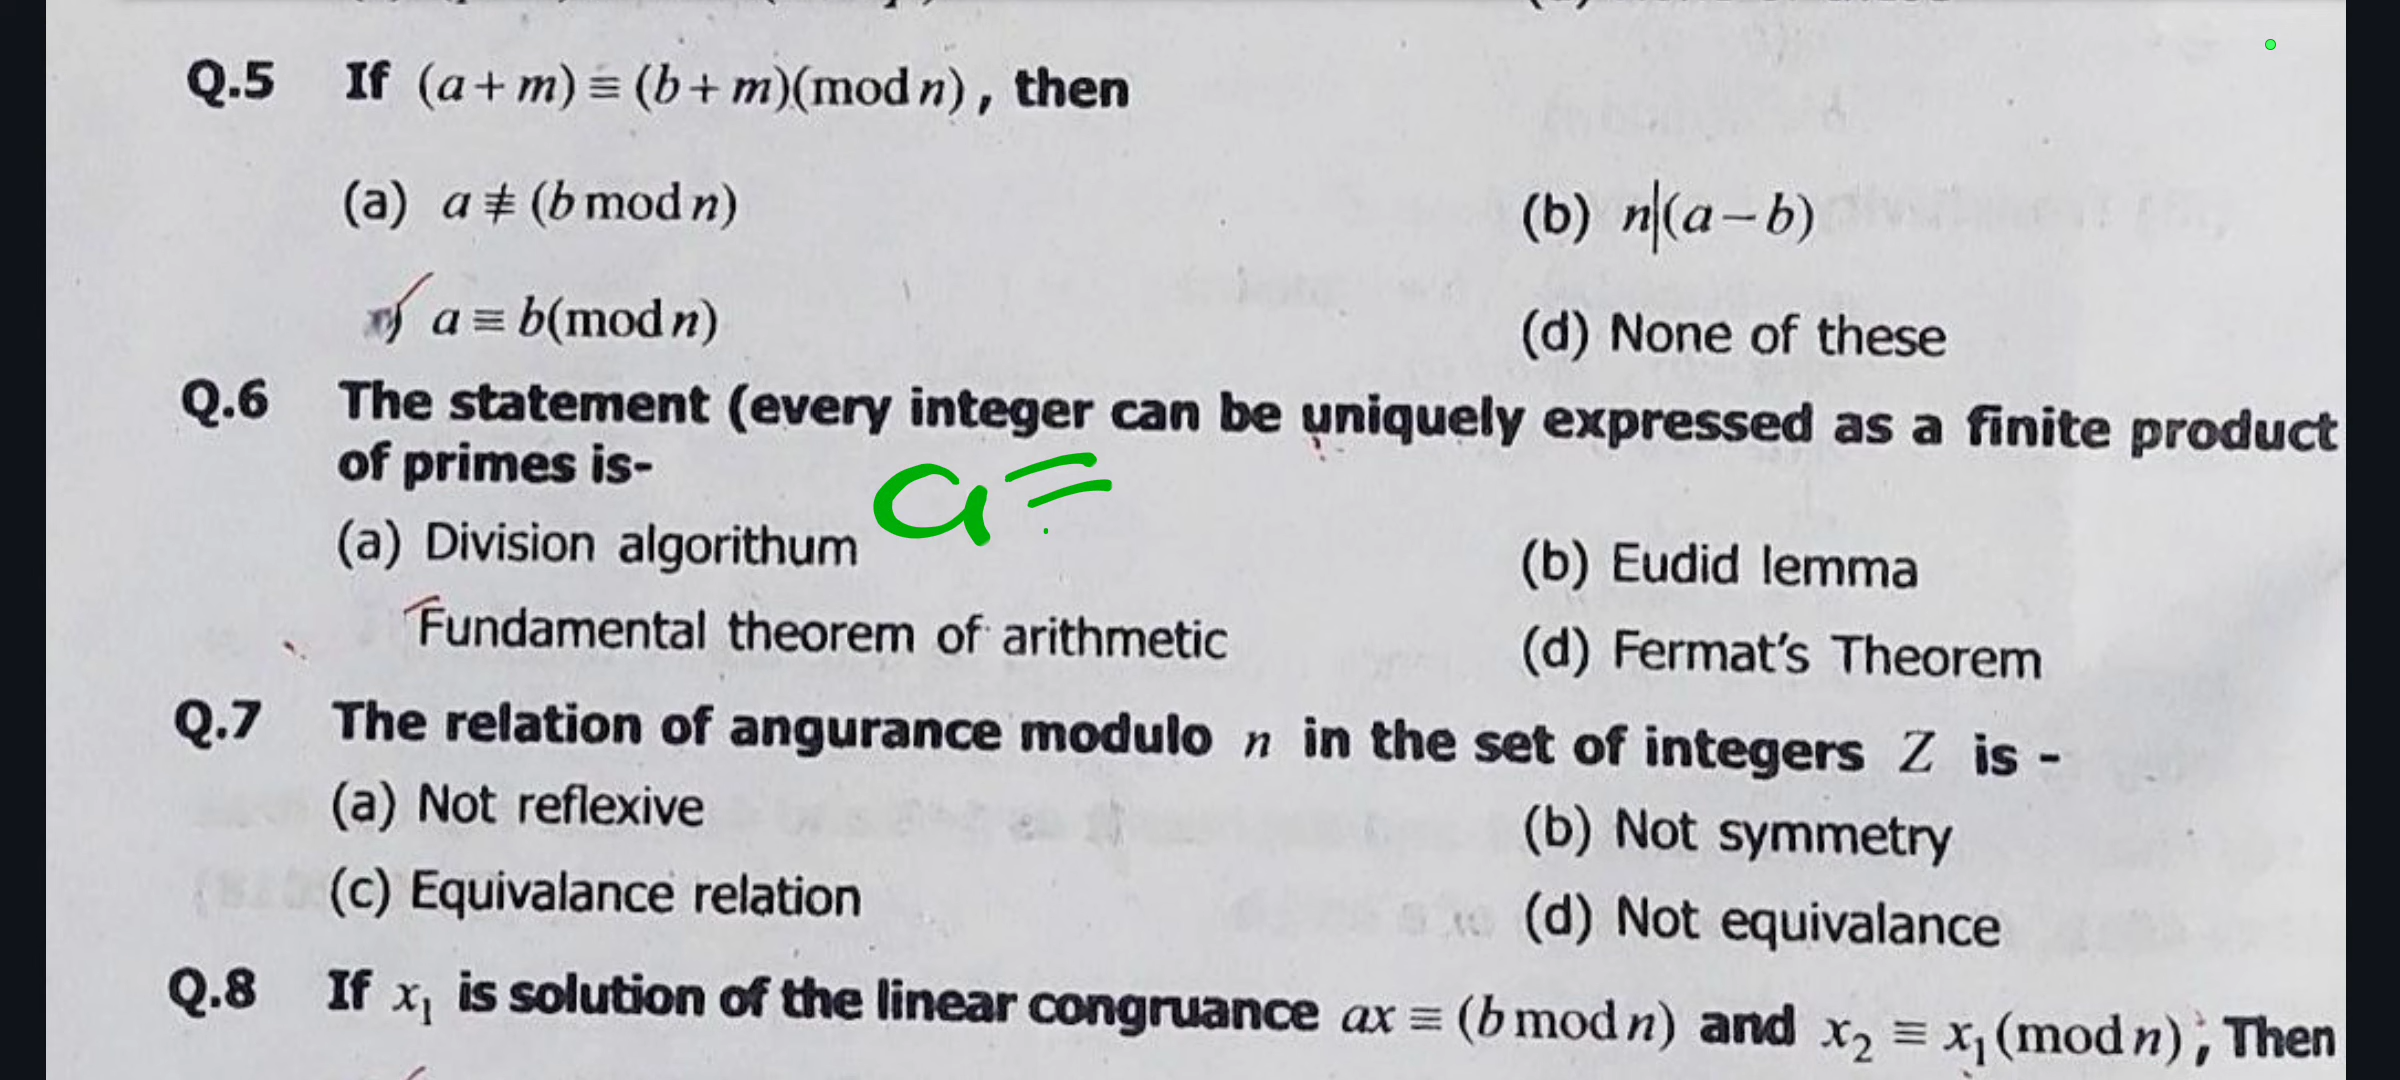 Q.5 If (a + m) ≡ (b + m)(mod n), then
(a) a ≢ (b mod n)
(b) n|(a − b)
a ≡ b(mod n)
(d) None of these
Q.6 The statement (every integer can be uniquely expressed as a finite product
of primes is-
a =
(a) Division algorithum
(b) Eudid lemma
Fundamental theorem of arithmetic
(d) Fermat's Theorem
Q.7 The relation of angurance modulo n in the set of integers Z is -
(a) Not reflexive
(b) Not symmetry
(c) Equivalance relation
(d) Not equivalance
Q.8 If x₁ is solution of the linear congruance ax ≡ (b mod n) and x₂ ≡ x₁(mod n), Then